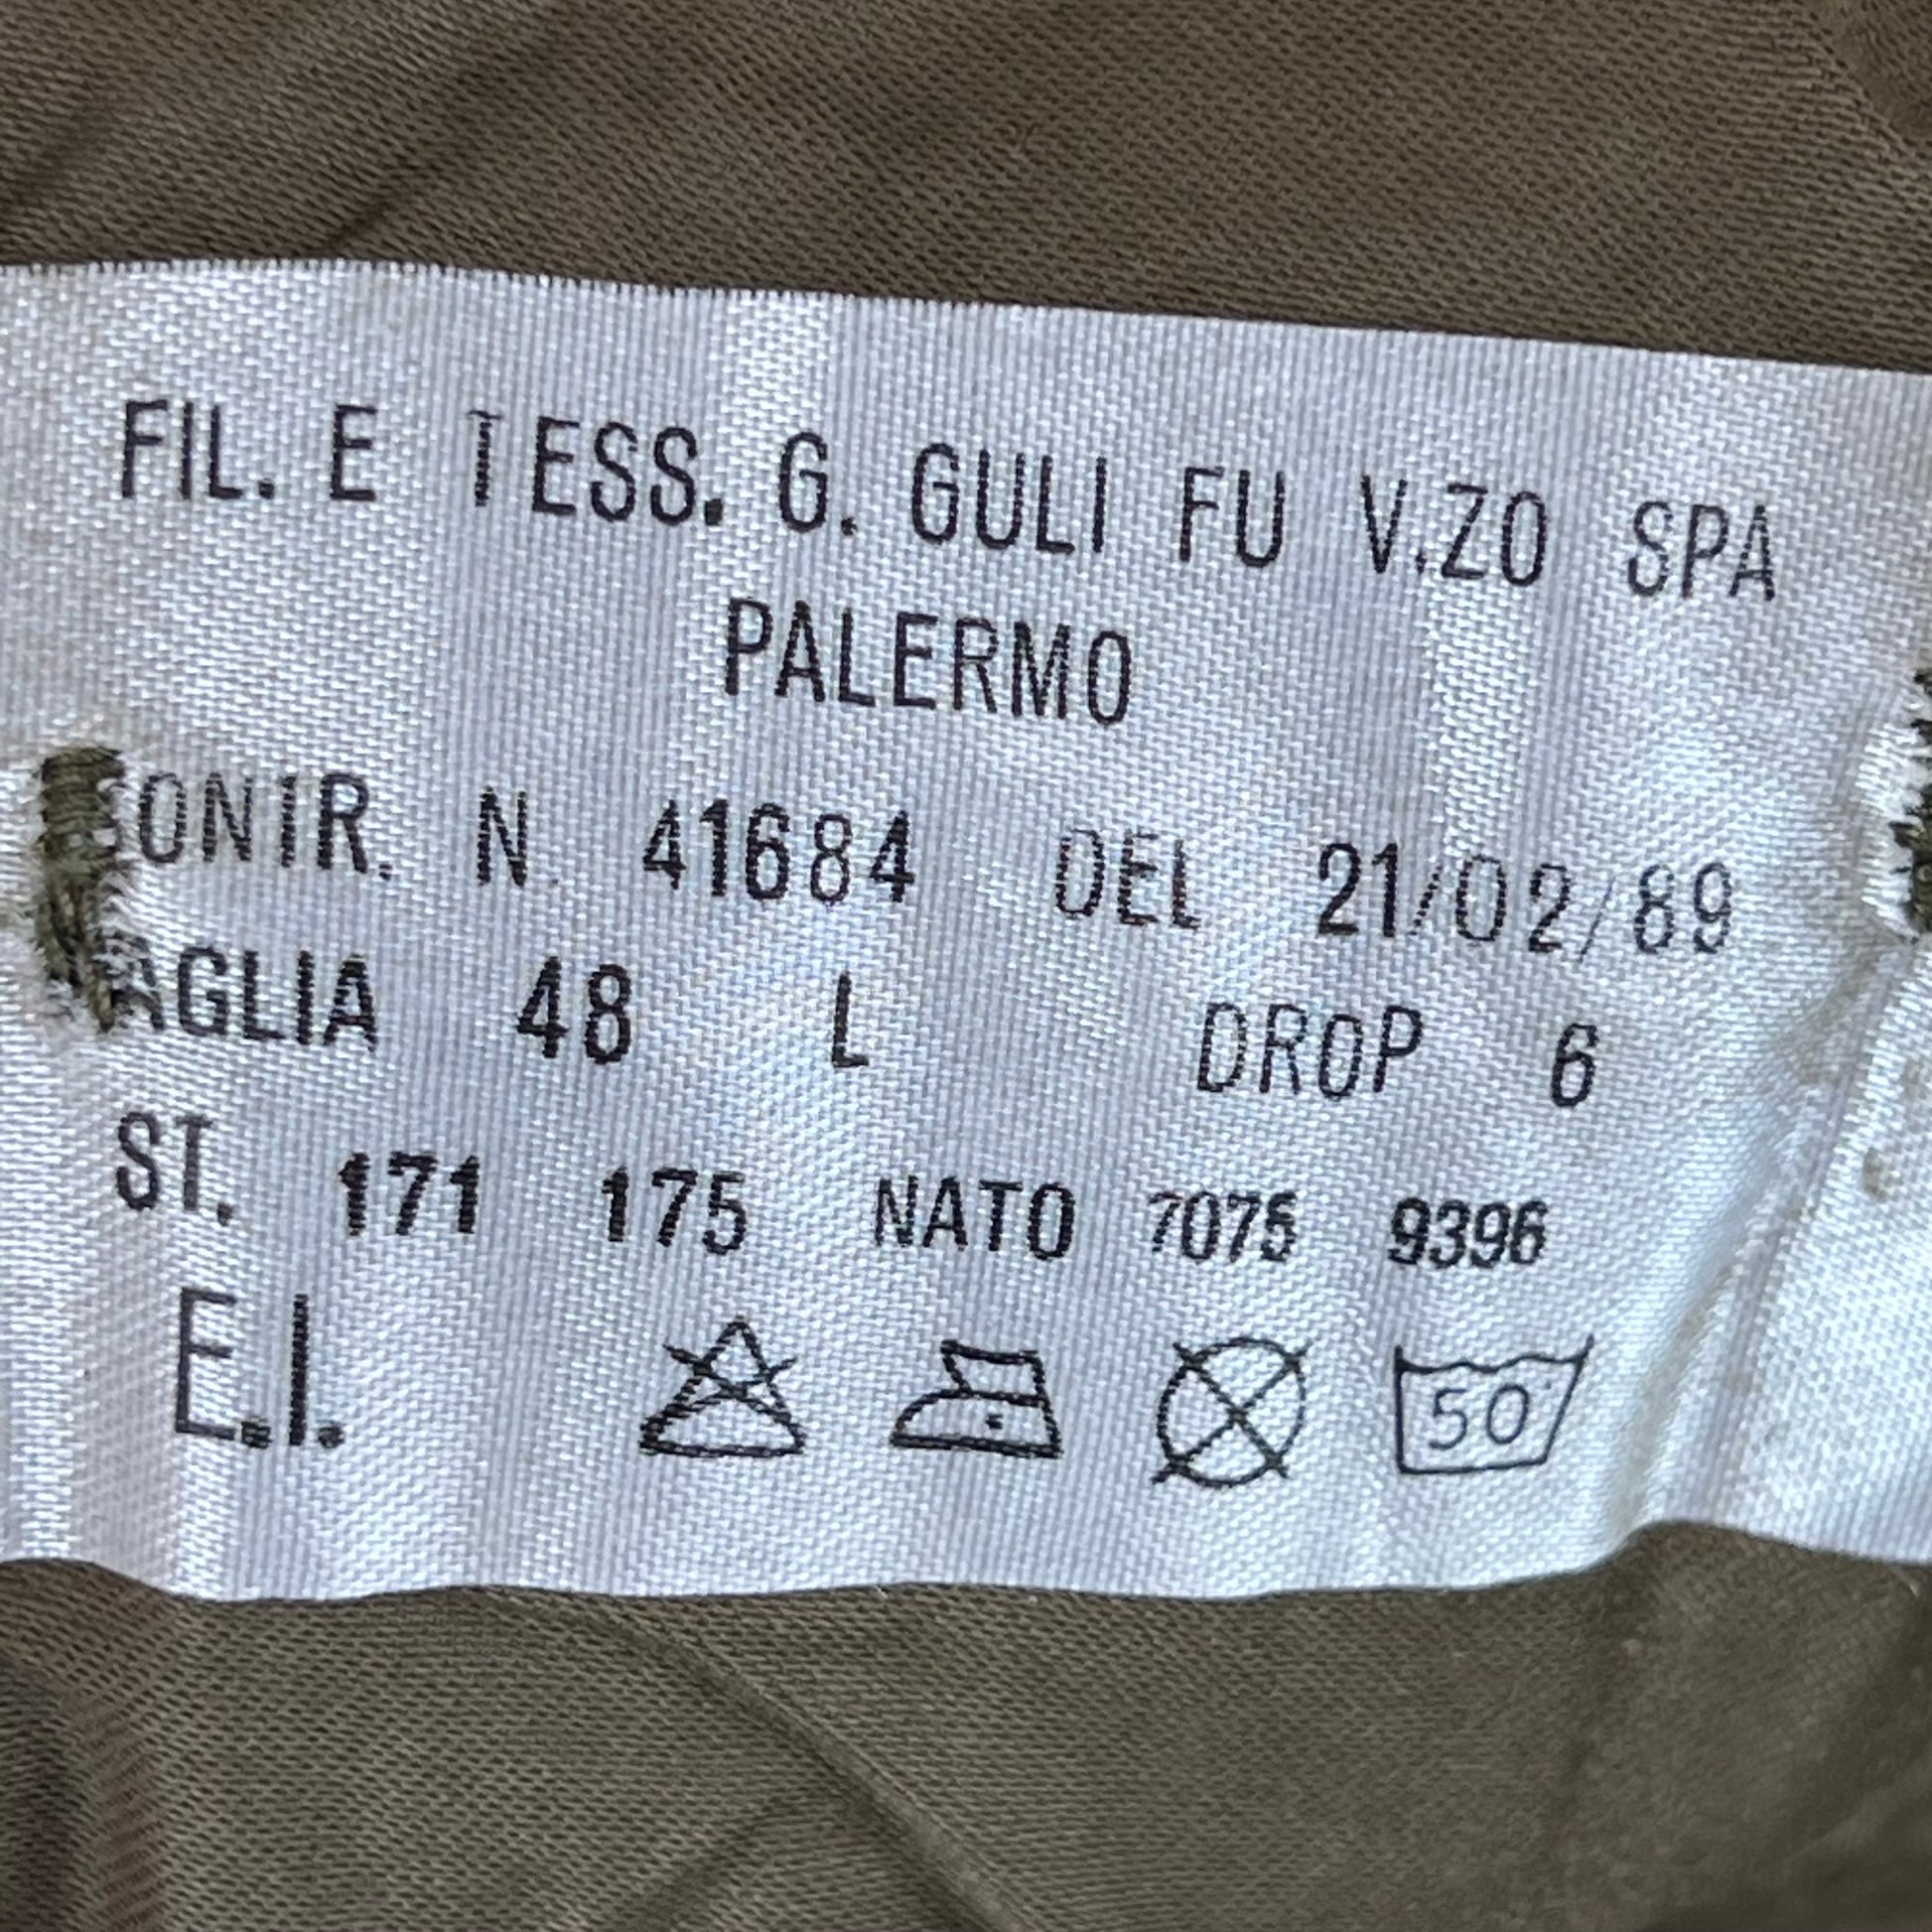 FIL. E TESS. G. GULI FU V.ZO SPA
PALERMO
CONTR. N. 41684 DEL 21/02/89
TAGLIA 48 L DROP 6
ST. 171 175 NATO 7075 9396
E.I. 50